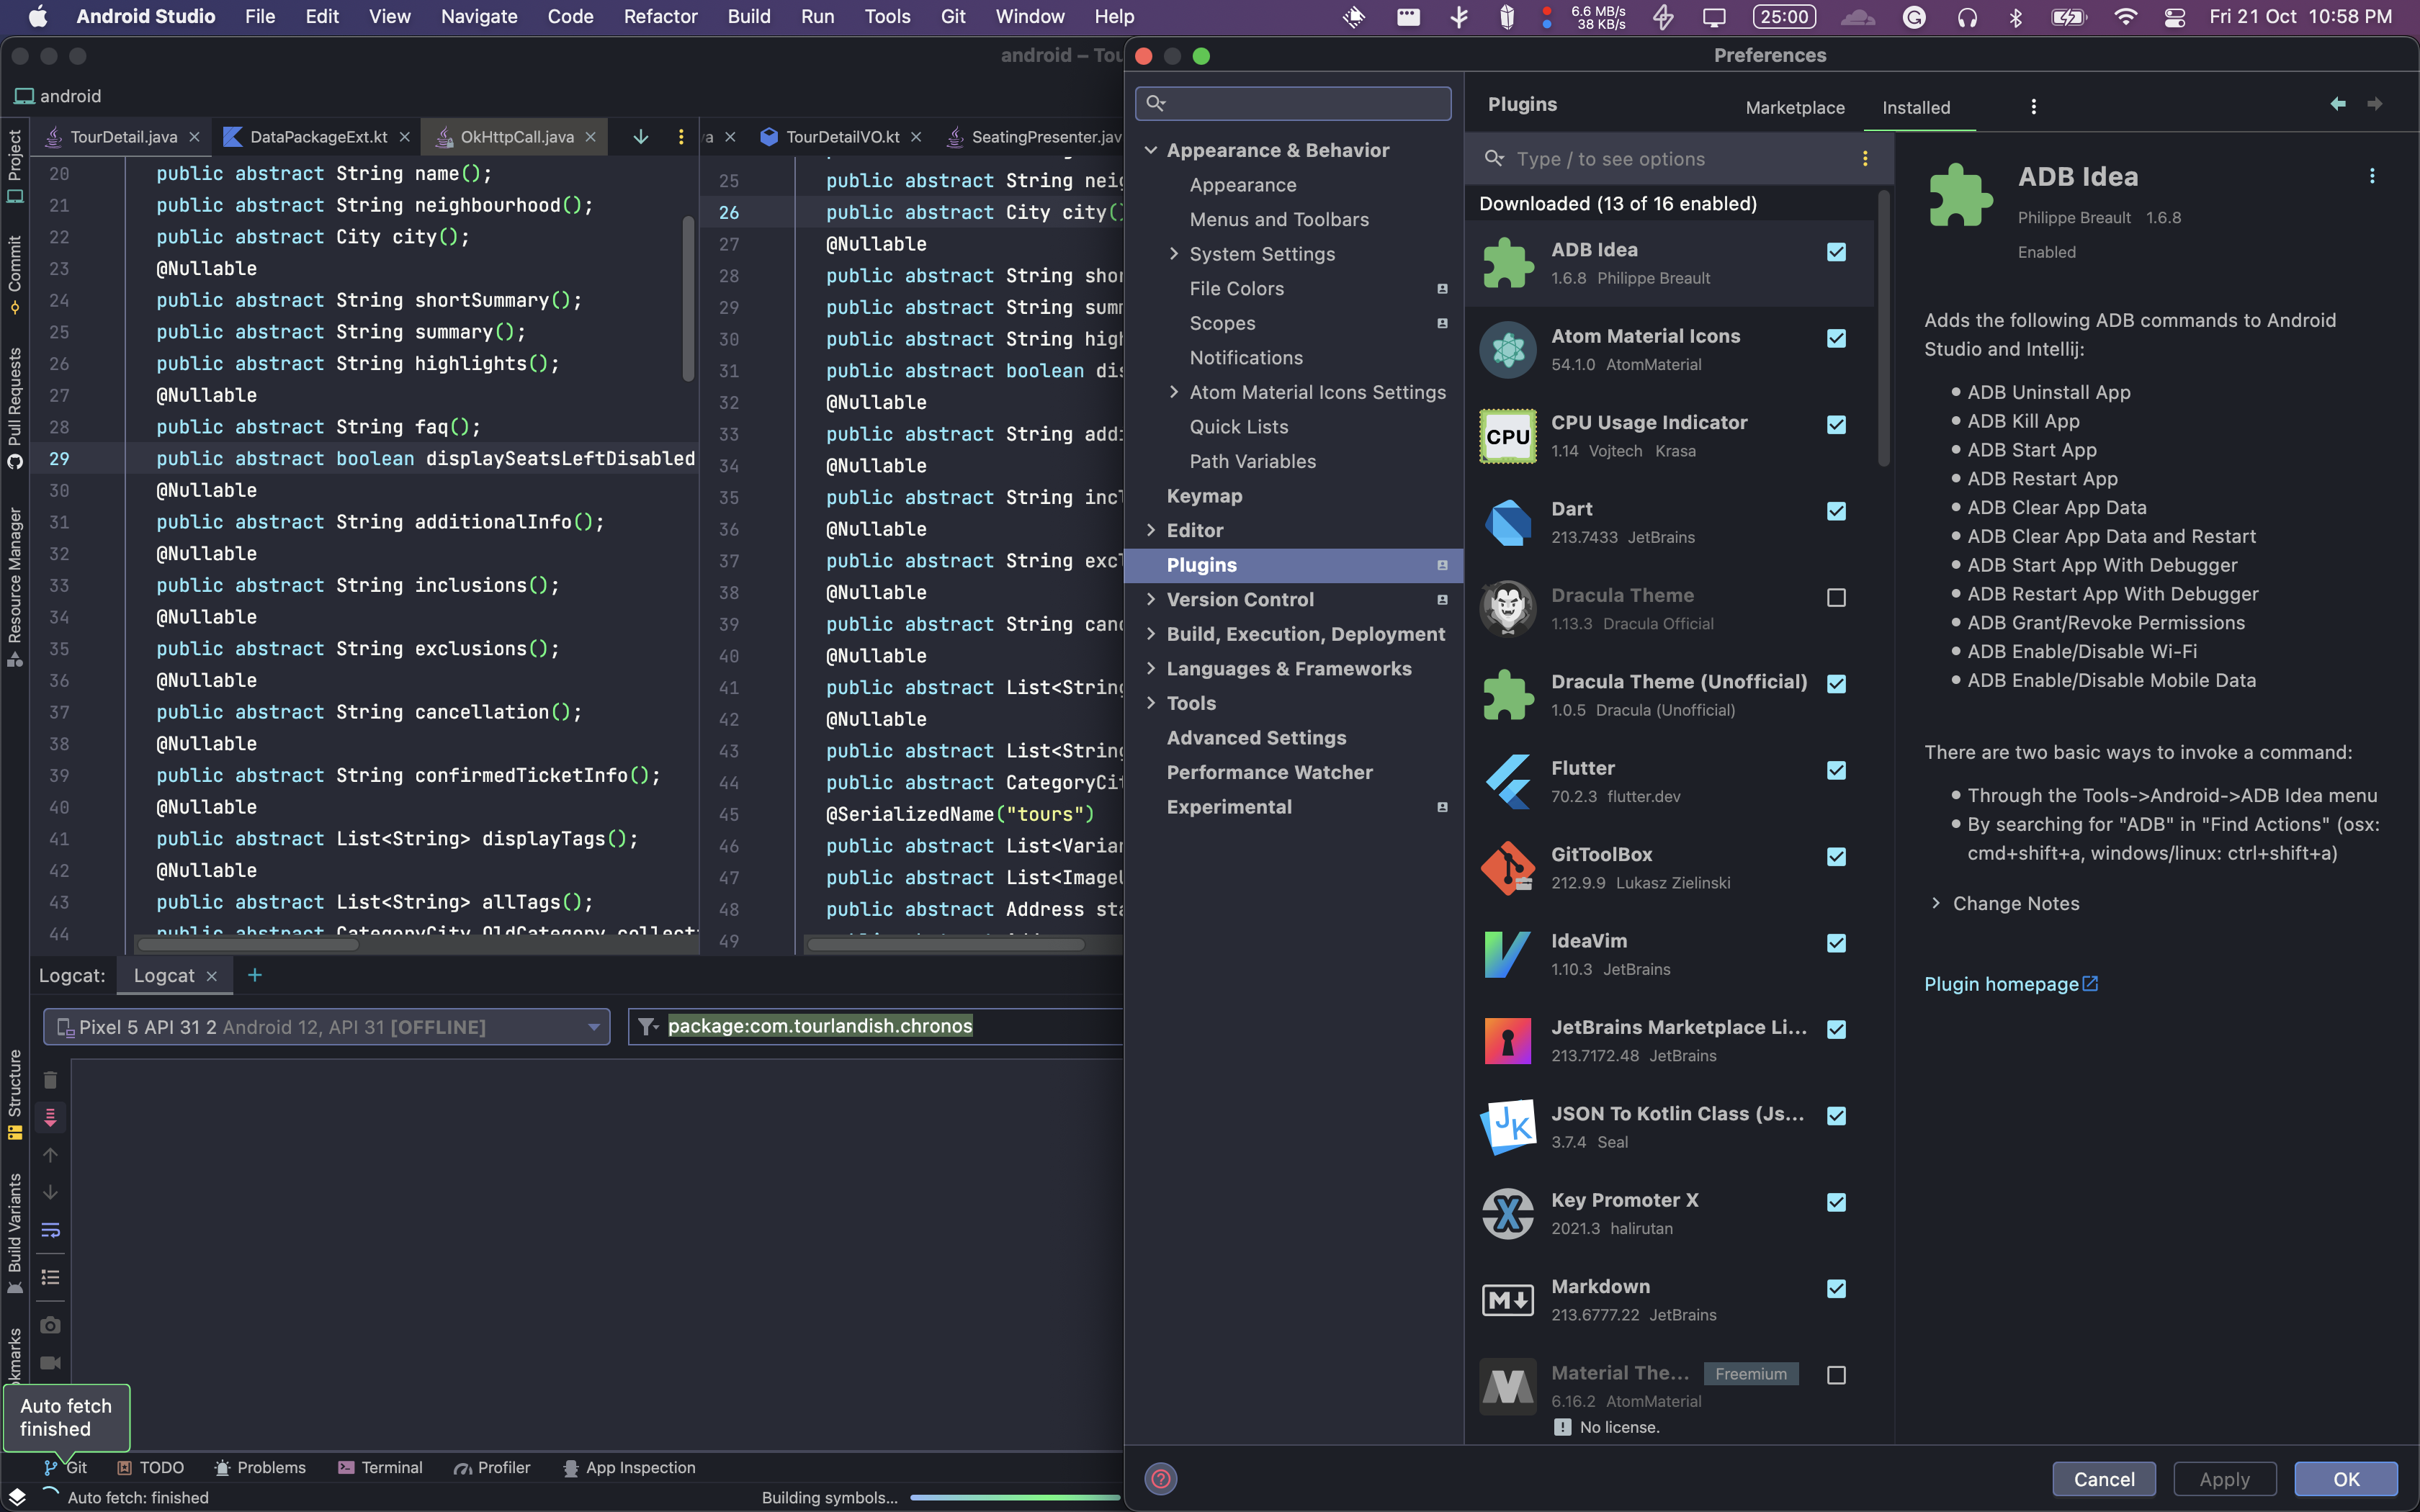 Android Studio File Edit View Navigate Code Refactor Build Run Tools Git Window Help
6.6 MB/s
38 KB/s
25:00
Fri 21 Oct 10:58 PM
android – Tou
android
TourDetail.java
DataPackageExt.kt
OkHttpCall.java
va
TourDetailVO.kt
SeatingPresenter.jav
Project
Commit
Pull Requests
Resource Manager
Structure
Build Variants
okmarks
20 public abstract String name();
21 public abstract String neighbourhood();
22 public abstract City city();
23 @Nullable
24 public abstract String shortSummary();
25 public abstract String summary();
26 public abstract String highlights();
27 @Nullable
28 public abstract String faq();
29 public abstract boolean displaySeatsLeftDisabled
30 @Nullable
31 public abstract String additionalInfo();
32 @Nullable
33 public abstract String inclusions();
34 @Nullable
35 public abstract String exclusions();
36 @Nullable
37 public abstract String cancellation();
38 @Nullable
39 public abstract String confirmedTicketInfo();
40 @Nullable
41 public abstract List<String> displayTags();
42 @Nullable
43 public abstract List<String> allTags();
44 public abstract CategoryCity.OldCategory collect
25 public abstract String neig
26 public abstract City city()
27 @Nullable
28 public abstract String shor
29 public abstract String summ
30 public abstract String high
31 public abstract boolean dis
32 @Nullable
33 public abstract String addi
34 @Nullable
35 public abstract String incl
36 @Nullable
37 public abstract String excl
38 @Nullable
39 public abstract String canc
40 @Nullable
41 public abstract List<String
42 @Nullable
43 public abstract List<String
44 public abstract CategoryCit
45 @SerializedName("tours")
46 public abstract List<Varian
47 public abstract List<ImageU
48 public abstract Address sta
49
Logcat:
Logcat
Pixel 5 API 31 2 Android 12, API 31 [OFFLINE]
package:com.tourlandish.chronos
Auto fetch
finished
Git
TODO
Problems
Terminal
Profiler
App Inspection
Auto fetch: finished
Building symbols...
Preferences
Appearance & Behavior
Appearance
Menus and Toolbars
System Settings
File Colors
Scopes
Notifications
Atom Material Icons Settings
Quick Lists
Path Variables
Keymap
Editor
Plugins
Version Control
Build, Execution, Deployment
Languages & Frameworks
Tools
Advanced Settings
Performance Watcher
Experimental
Plugins
Marketplace
Installed
Type / to see options
Downloaded (13 of 16 enabled)
ADB Idea
1.6.8 Philippe Breault
Atom Material Icons
54.1.0 AtomMaterial
CPU
CPU Usage Indicator
1.14 Vojtech Krasa
Dart
213.7433 JetBrains
Dracula Theme
1.13.3 Dracula Official
Dracula Theme (Unofficial)
1.0.5 Dracula (Unofficial)
Flutter
70.2.3 flutter.dev
GitToolBox
212.9.9 Lukasz Zielinski
IdeaVim
1.10.3 JetBrains
JetBrains Marketplace Li...
213.7172.48 JetBrains
JK
JSON To Kotlin Class (Js...
3.7.4 Seal
Key Promoter X
2021.3 halirutan
Markdown
213.6777.22 JetBrains
Material The...
Freemium
6.16.2 AtomMaterial
No license.
ADB Idea
Philippe Breault 1.6.8
Enabled
Adds the following ADB commands to Android
Studio and Intellij:
• ADB Uninstall App
• ADB Kill App
• ADB Start App
• ADB Restart App
• ADB Clear App Data
• ADB Clear App Data and Restart
• ADB Start App With Debugger
• ADB Restart App With Debugger
• ADB Grant/Revoke Permissions
• ADB Enable/Disable Wi-Fi
• ADB Enable/Disable Mobile Data
There are two basic ways to invoke a command:
• Through the Tools->Android->ADB Idea menu
• By searching for "ADB" in "Find Actions" (osx:
cmd+shift+a, windows/linux: ctrl+shift+a)
Change Notes
Plugin homepage
Cancel
Apply
OK